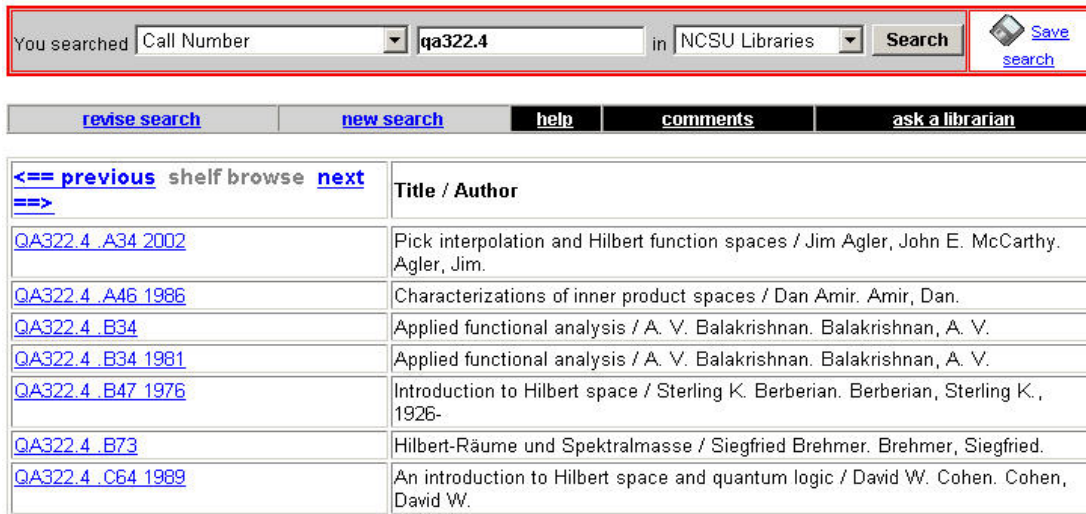 You searched Call Number qa322.4 in NCSU Libraries Search Save
search
revise search new search help comments ask a librarian
<== previous shelf browse next
==>
Title / Author
QA322.4 .A34 2002 Pick interpolation and Hilbert function spaces / Jim Agler, John E. McCarthy.
Agler, Jim.
QA322.4 .A46 1986 Characterizations of inner product spaces / Dan Amir. Amir, Dan.
QA322.4 .B34 Applied functional analysis / A. V. Balakrishnan. Balakrishnan, A. V.
QA322.4 .B34 1981 Applied functional analysis / A. V. Balakrishnan. Balakrishnan, A. V.
QA322.4 .B47 1976 Introduction to Hilbert space / Sterling K. Berberian. Berberian, Sterling K.,
1926-
QA322.4 .B73 Hilbert-Räume und Spektralmasse / Siegfried Brehmer. Brehmer, Siegfried.
QA322.4 .C64 1989 An introduction to Hilbert space and quantum logic / David W. Cohen. Cohen,
David W.